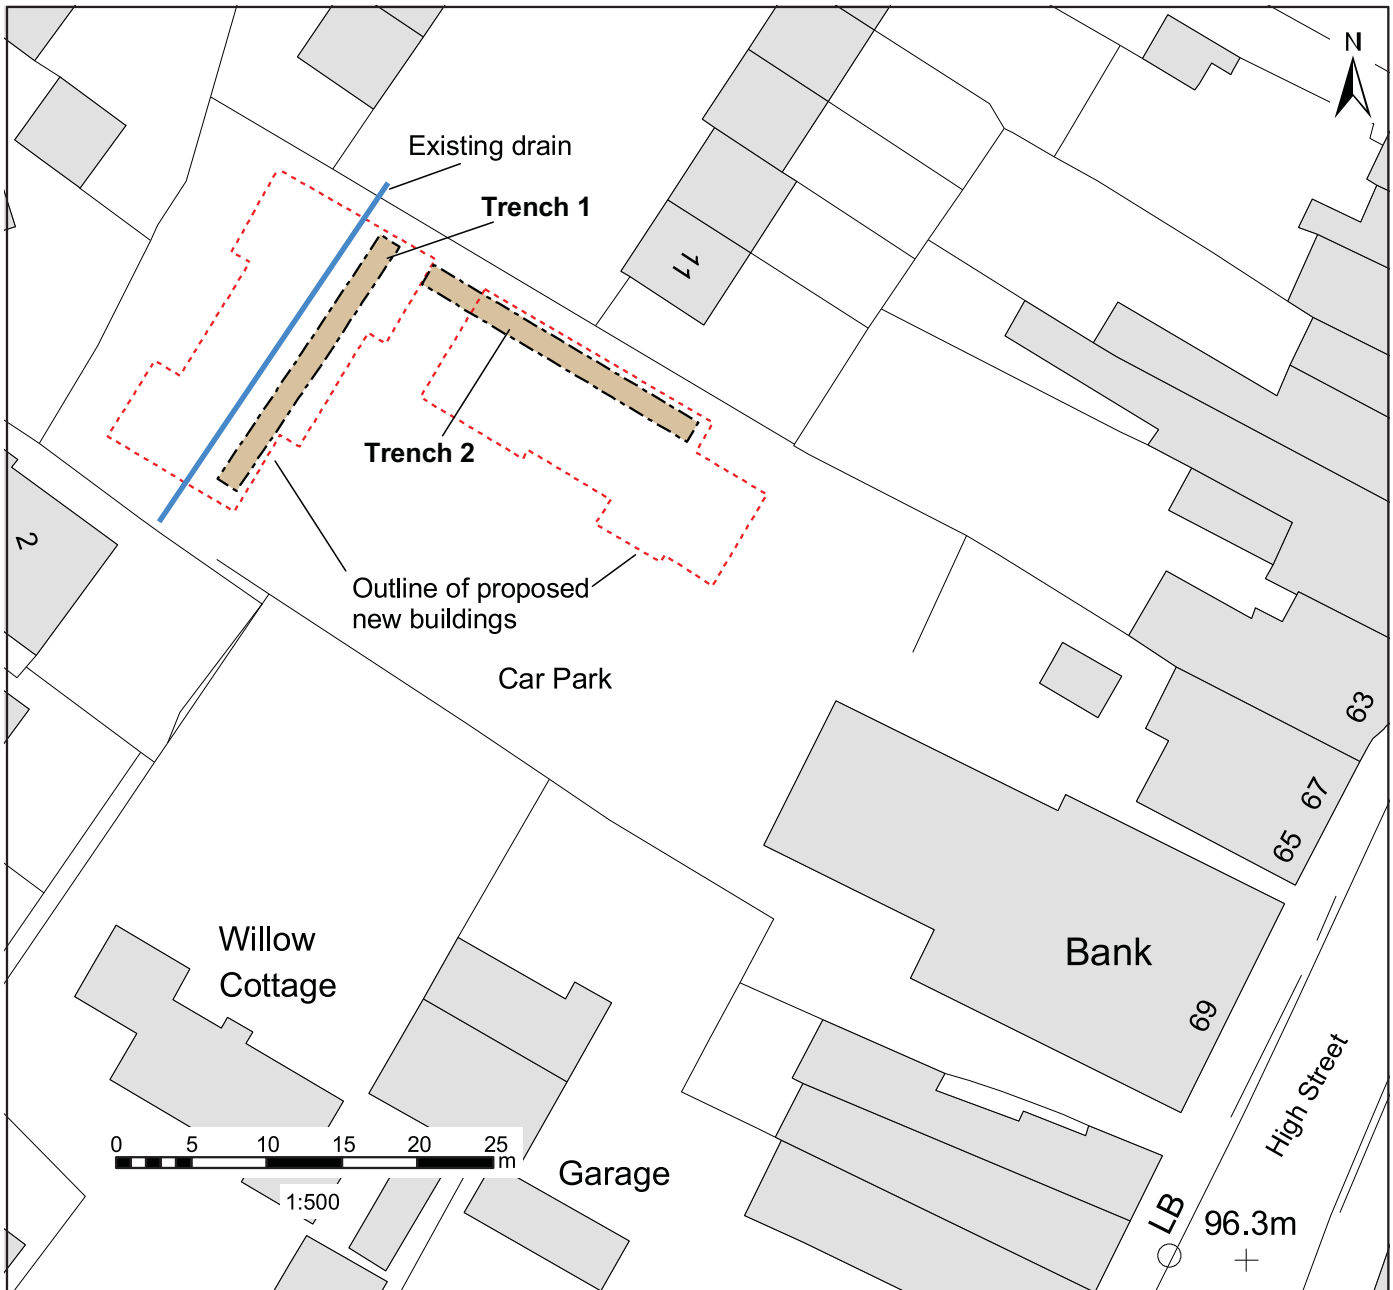 N
Existing drain
Trench 1
11
Trench 2
2
Outline of proposed
new buildings
Car Park
63
67
65
Willow
Cottage
Bank
69
High Street
0 5 10 15 20 25
m
1:500
Garage
LB
96.3m